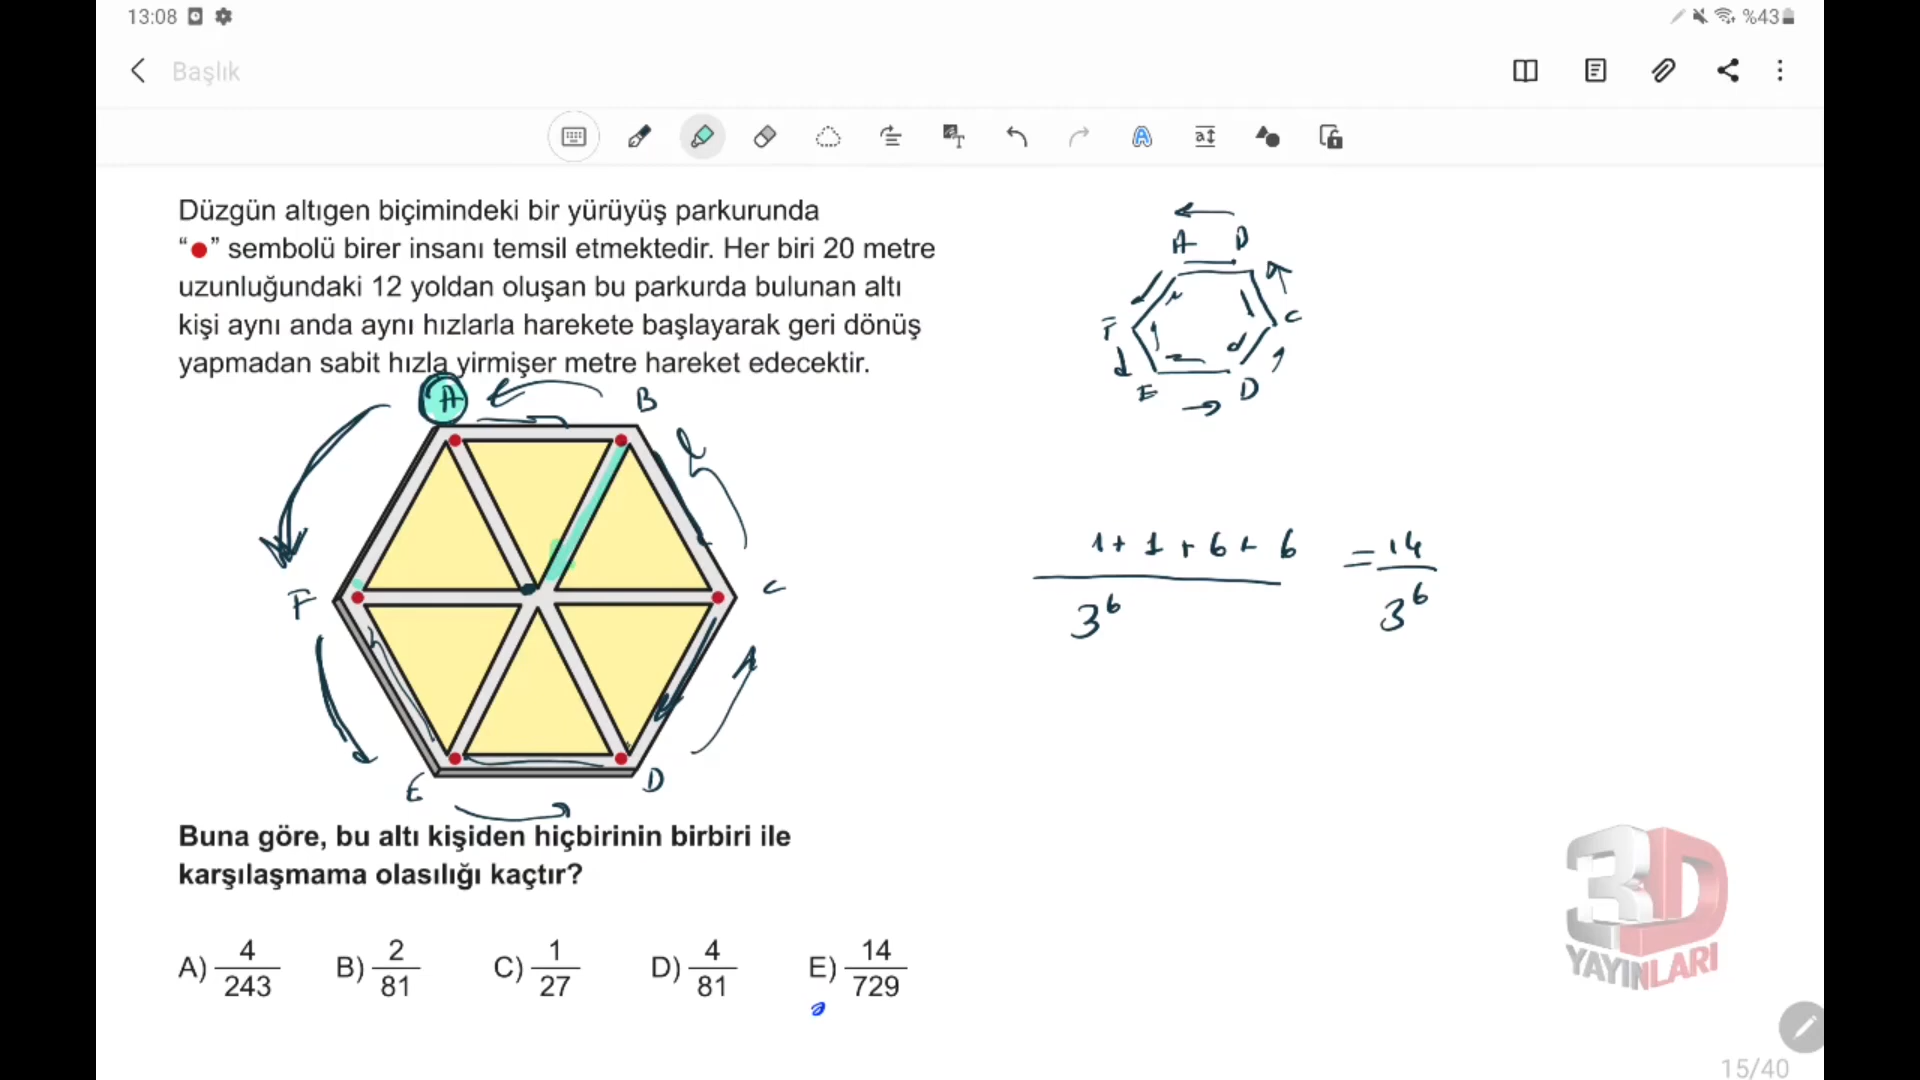 13:08
%43
Başlık
Düzgün altıgen biçimindeki bir yürüyüş parkurunda
“●” sembolü birer insanı temsil etmektedir. Her biri 20 metre
uzunluğundaki 12 yoldan oluşan bu parkurda bulunan altı
kişi aynı anda aynı hızlarla harekete başlayarak geri dönüş
yapmadan sabit hızla yirmişer metre hareket edecektir.
A B
F C
E D
A D
F C
E D
1 + 1 + 6 + 6 = 14
3^6 3^6
Buna göre, bu altı kişiden hiçbirinin birbiri ile
karşılaşmama olasılığı kaçtır?
A) 4/243 B) 2/81 C) 1/27 D) 4/81 E) 14/729
3D
YAYINLARI
15/40